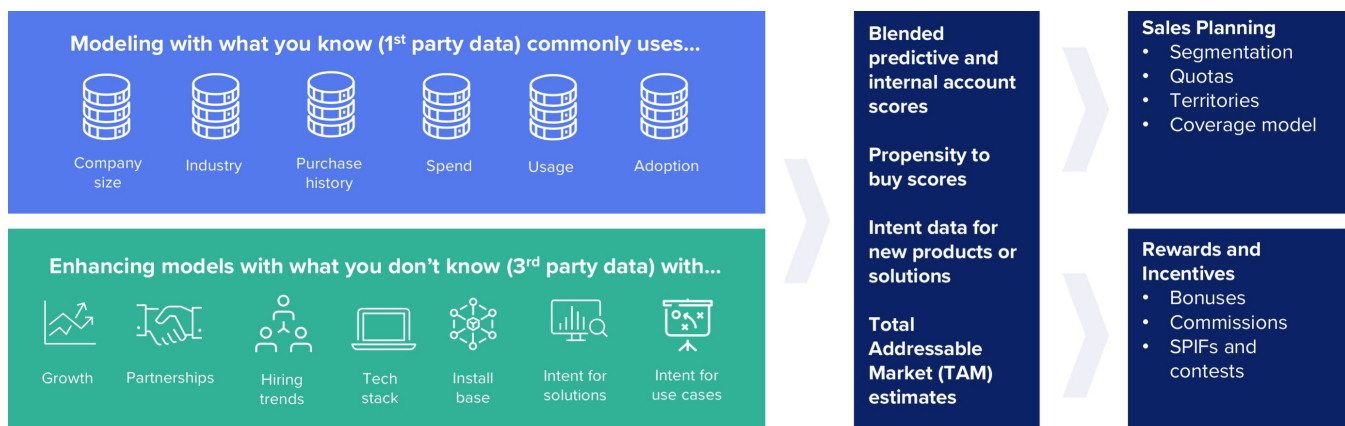 Modeling with what you know (1st party data) commonly uses...
Company
size
Industry
Purchase
history
Spend
Usage
Adoption
Enhancing models with what you don't know (3rd party data) with...
Growth
Partnerships
Hiring
trends
Tech
stack
Install
base
Intent for
solutions
Intent for
use cases
Blended
predictive and
internal account
scores
Propensity to
buy scores
Intent data for
new products or
solutions
Total
Addressable
Market (TAM)
estimates
Sales Planning
• Segmentation
• Quotas
• Territories
• Coverage model
Rewards and
Incentives
• Bonuses
• Commissions
• SPIFs and
contests